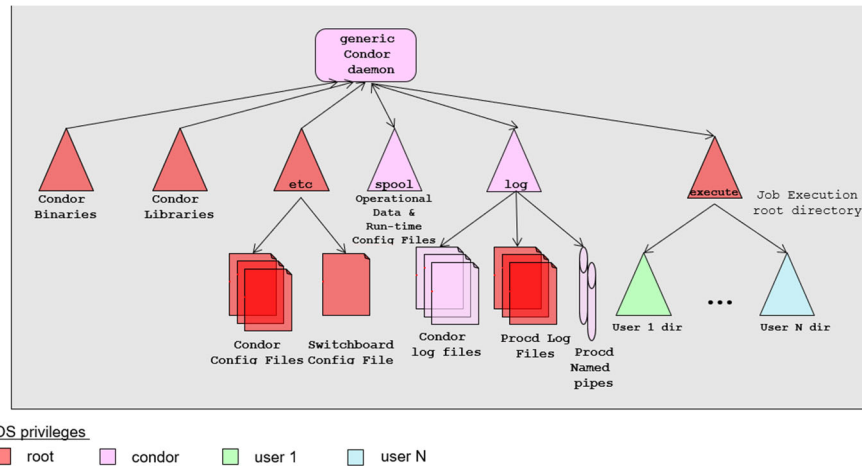 generic
Condor
daemon
etc
spool
log
execute
Condor
Binaries
Condor
Libraries
Operational
Data &
Run-time
Config Files
Job Execution
root directory
Condor
Config Files
Switchboard
Config File
Condor
log files
Procd Log
Files
Procd
Named
pipes
User 1 dir
...
User N dir
OS privileges
root
condor
user 1
user N